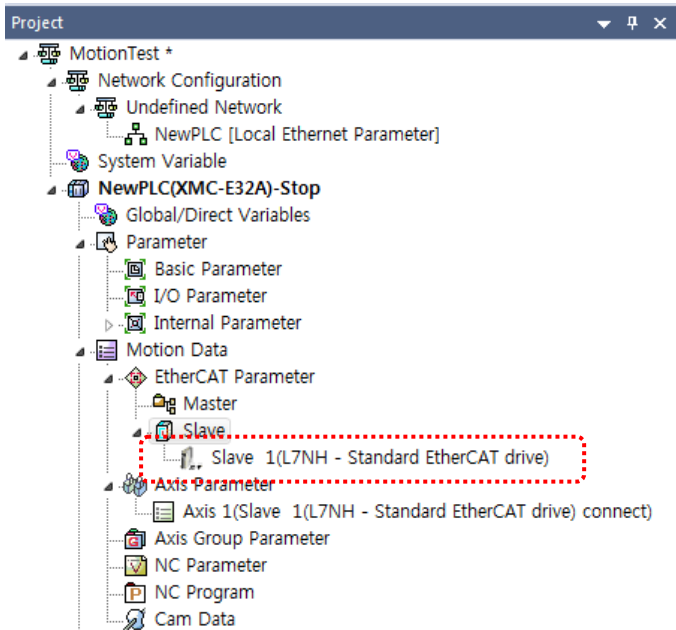 Project
MotionTest *
Network Configuration
Undefined Network
NewPLC [Local Ethernet Parameter]
System Variable
NewPLC(XMC-E32A)-Stop
Global/Direct Variables
Parameter
Basic Parameter
I/O Parameter
Internal Parameter
Motion Data
EtherCAT Parameter
Master
Slave
Slave 1(L7NH - Standard EtherCAT drive)
Axis Parameter
Axis 1(Slave 1(L7NH - Standard EtherCAT drive) connect)
Axis Group Parameter
NC Parameter
NC Program
Cam Data